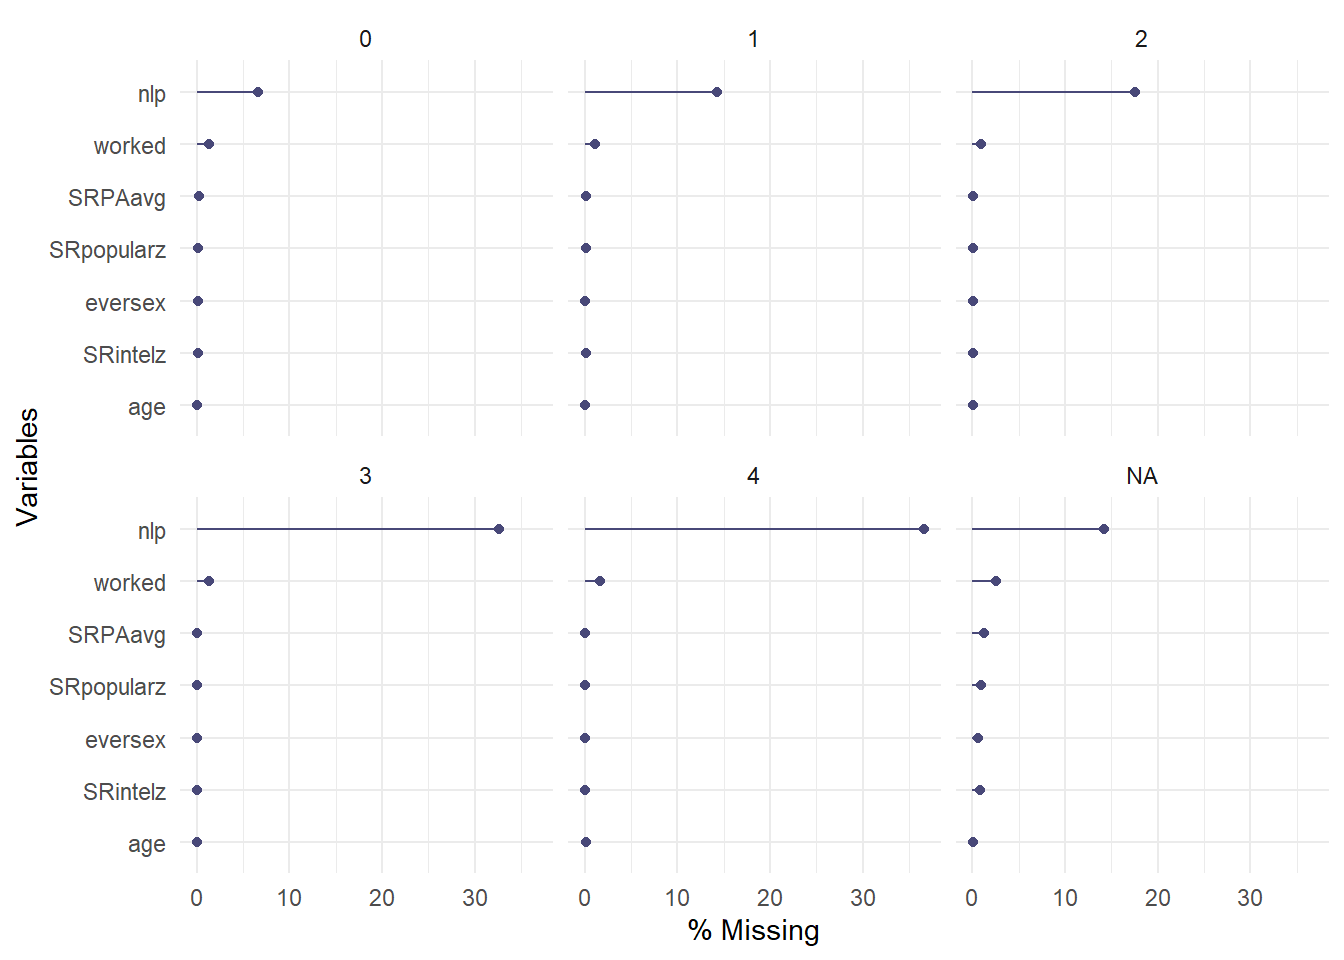 0 1 2
nlp
worked
SRPAavg
SRpopularz
eversex
SRintelz
age
Variables
3 4 NA
nlp
worked
SRPAavg
SRpopularz
eversex
SRintelz
age
0 10 20 30 0 10 20 30 0 10 20 30
% Missing